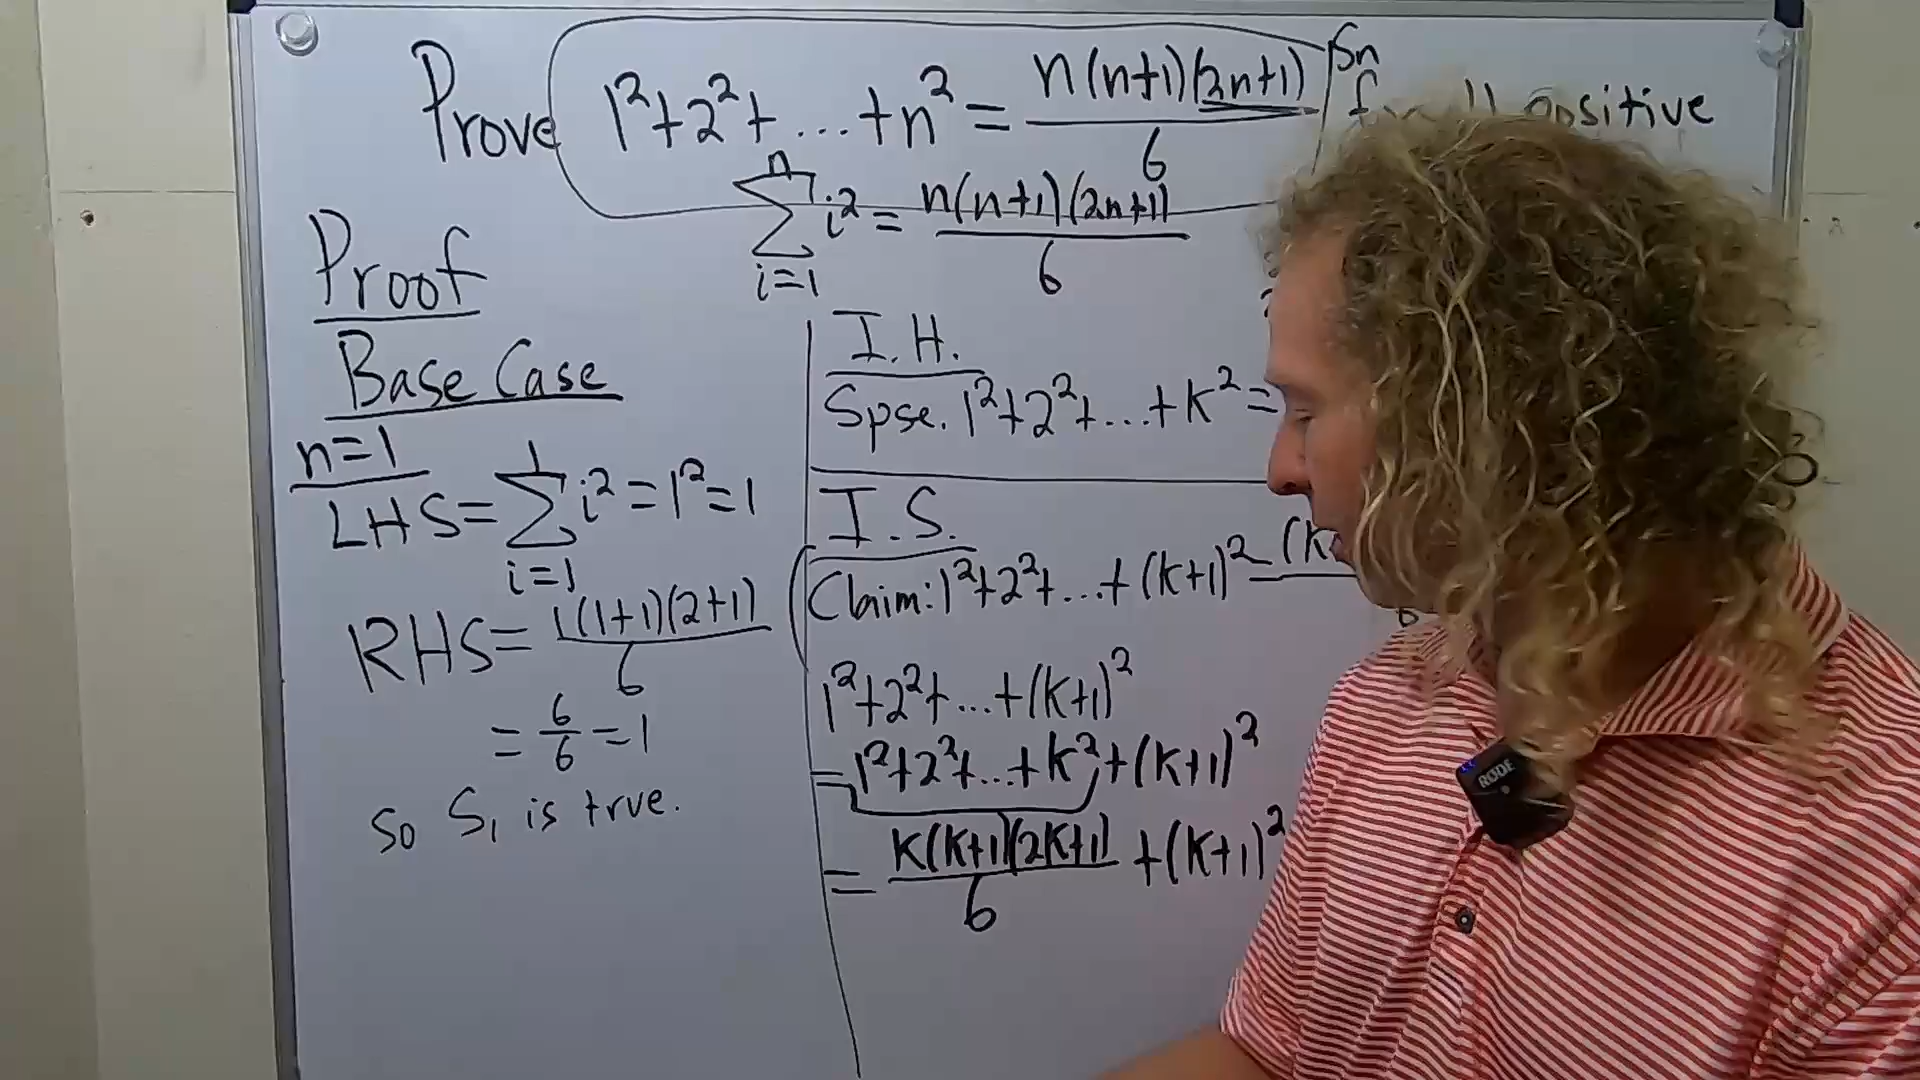 Prove 1²+2²+...+n² = n(n+1)(2n+1)/6 Sn positive
n∑i=1 i² = n(n+1)(2n+1)/6
Proof
Base Case
n=1
LHS = 1∑i=1 i² = 1² = 1
RHS = 1(1+1)(2+1)/6
= 6/6 = 1
So S₁ is true.
I.H.
Spse. 1²+2²+...+k² =
I.S.
Claim: 1²+2²+...+(k+1)² = (k
1²+2²+...+(k+1)²
= 1²+2²+...+k²+(k+1)²
= k(k+1)(2k+1)/6 + (k+1)²
RODE